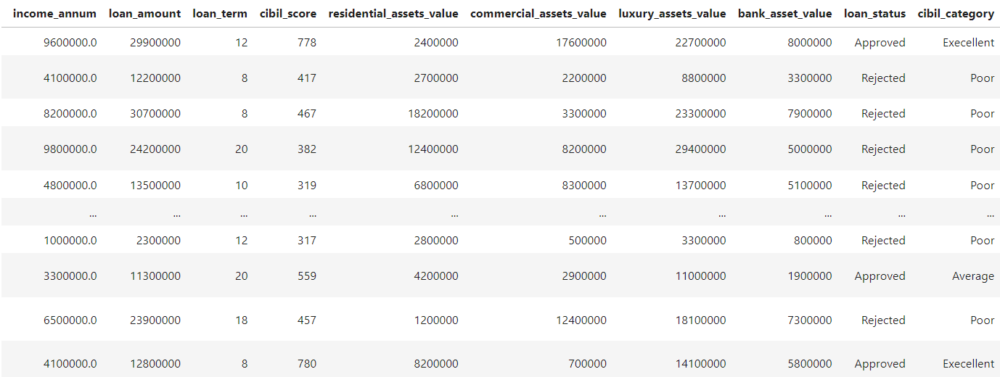 income_annum loan_amount loan_term cibil_score residential_assets_value commercial_assets_value luxury_assets_value bank_asset_value loan_status cibil_category
9600000.0 29900000 12 778 2400000 17600000 22700000 8000000 Approved Execellent
4100000.0 12200000 8 417 2700000 2200000 8800000 3300000 Rejected Poor
8200000.0 30700000 8 467 18200000 3300000 23300000 7900000 Rejected Poor
9800000.0 24200000 20 382 12400000 8200000 29400000 5000000 Rejected Poor
4800000.0 13500000 10 319 6800000 8300000 13700000 5100000 Rejected Poor
... ... ... ... ... ... ... ... ... ...
1000000.0 2300000 12 317 2800000 500000 3300000 800000 Rejected Poor
3300000.0 11300000 20 559 4200000 2900000 11000000 1900000 Approved Average
6500000.0 23900000 18 457 1200000 12400000 18100000 7300000 Rejected Poor
4100000.0 12800000 8 780 8200000 700000 14100000 5800000 Approved Execellent